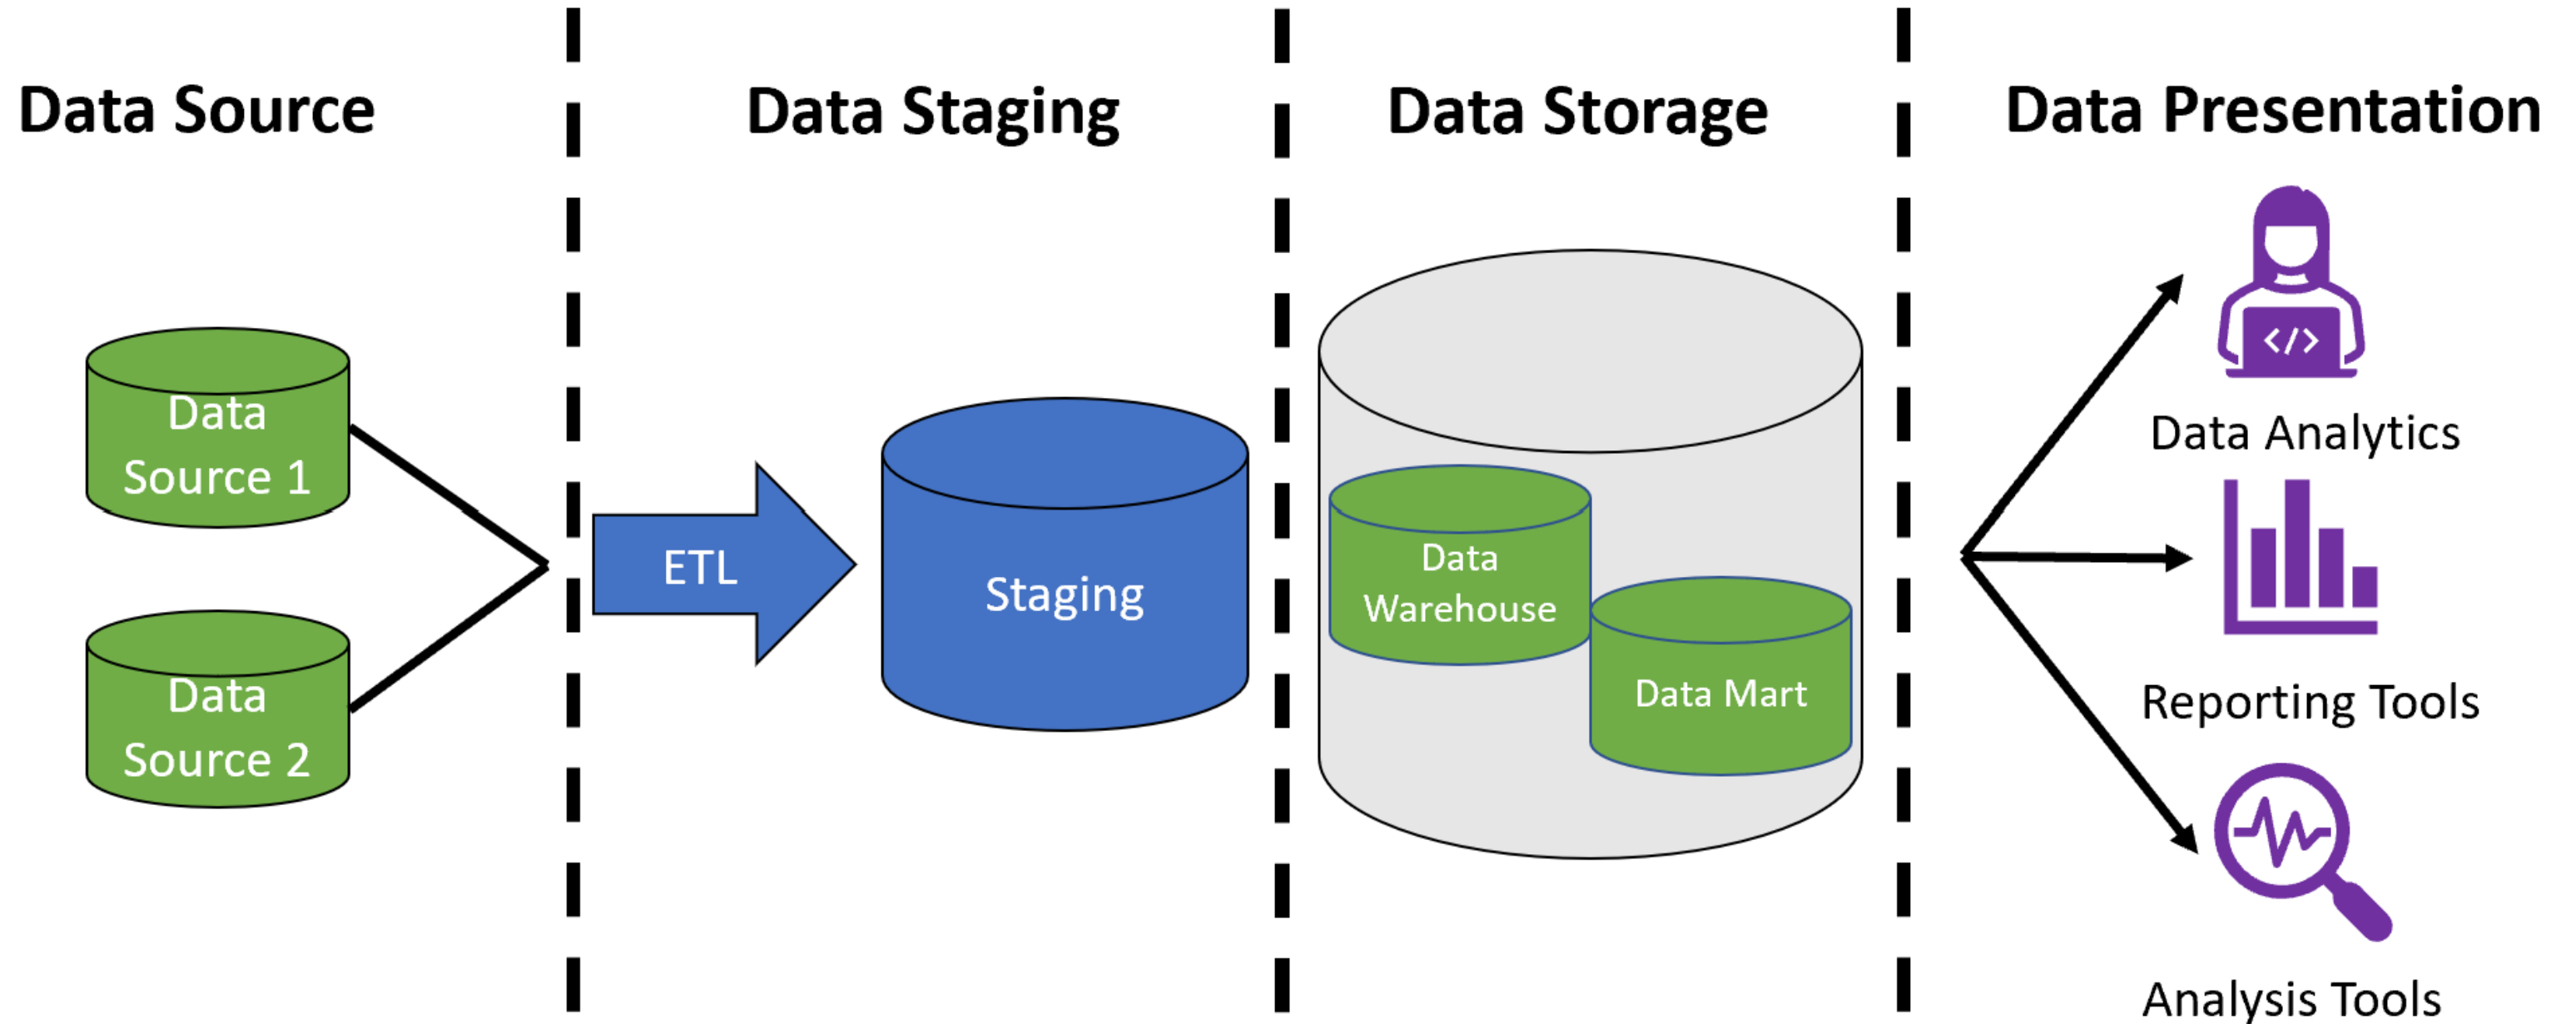 Data Source
Data Staging
Data Storage
Data Presentation
Data
Source 1
Data
Source 2
ETL
Staging
Data
Warehouse
Data Mart
</>
Data Analytics
Reporting Tools
Analysis Tools